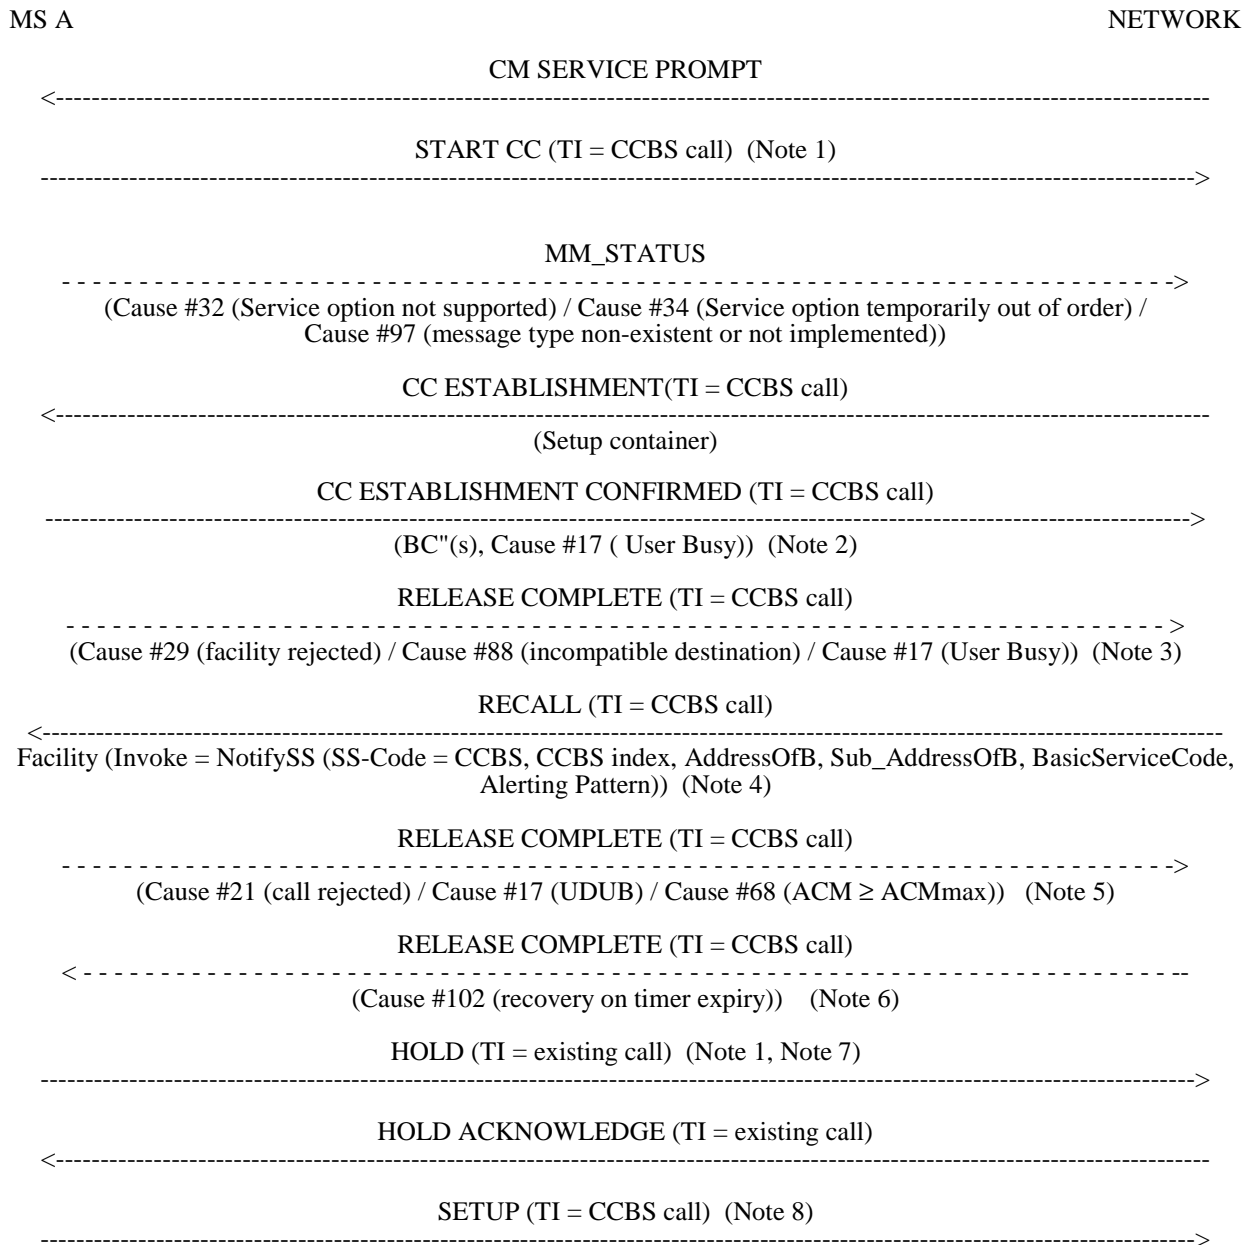 MS A NETWORK
CM SERVICE PROMPT
<----------
START CC (TI = CCBS call) (Note 1)
---------->
MM_STATUS
- - - - - - - - - ->
(Cause #32 (Service option not supported) / Cause #34 (Service option temporarily out of order) /
Cause #97 (message type non-existent or not implemented))
CC ESTABLISHMENT(TI = CCBS call)
<----------
(Setup container)
CC ESTABLISHMENT CONFIRMED (TI = CCBS call)
---------->
(BC"(s), Cause #17 ( User Busy)) (Note 2)
RELEASE COMPLETE (TI = CCBS call)
- - - - - - - - - - >
(Cause #29 (facility rejected) / Cause #88 (incompatible destination) / Cause #17 (User Busy)) (Note 3)
RECALL (TI = CCBS call)
<----------
Facility (Invoke = NotifySS (SS-Code = CCBS, CCBS index, AddressOfB, Sub_AddressOfB, BasicServiceCode,
Alerting Pattern)) (Note 4)
RELEASE COMPLETE (TI = CCBS call)
- - - - - - - - - ->
(Cause #21 (call rejected) / Cause #17 (UDUB) / Cause #68 (ACM ≥ ACMmax)) (Note 5)
RELEASE COMPLETE (TI = CCBS call)
< - - - - - - - - - --
(Cause #102 (recovery on timer expiry)) (Note 6)
HOLD (TI = existing call) (Note 1, Note 7)
---------->
HOLD ACKNOWLEDGE (TI = existing call)
<----------
SETUP (TI = CCBS call) (Note 8)
---------->